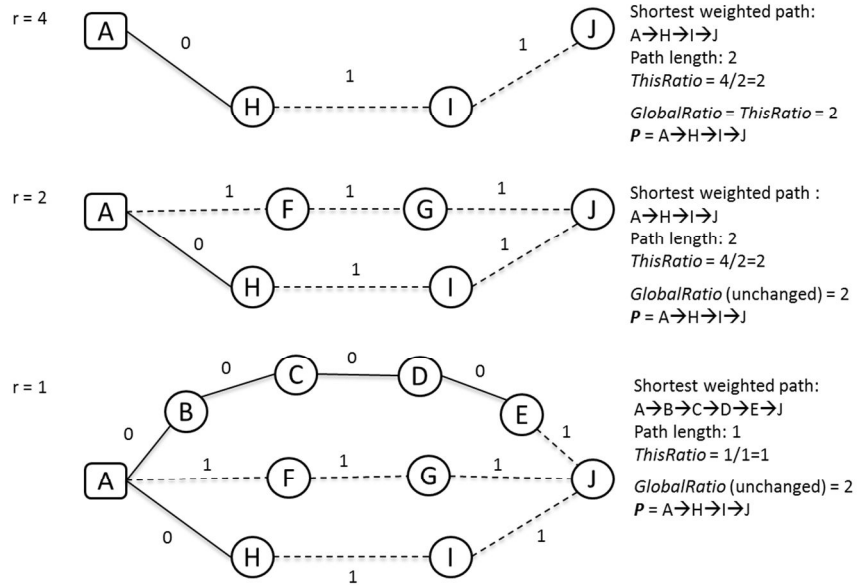 r = 4
A
0
H
1
I
1
J
Shortest weighted path:
A→H→I→J
Path length: 2
ThisRatio = 4/2=2
GlobalRatio = ThisRatio = 2
P = A→H→I→J
r = 2
A
1
F
1
G
1
J
0
H
1
I
1
Shortest weighted path :
A→H→I→J
Path length: 2
ThisRatio = 4/2=2
GlobalRatio (unchanged) = 2
P = A→H→I→J
r = 1
0
B
0
C
0
D
0
E
1
A
1
F
1
G
1
J
0
H
1
I
1
Shortest weighted path:
A→B→C→D→E→J
Path length: 1
ThisRatio = 1/1=1
GlobalRatio (unchanged) = 2
P = A→H→I→J